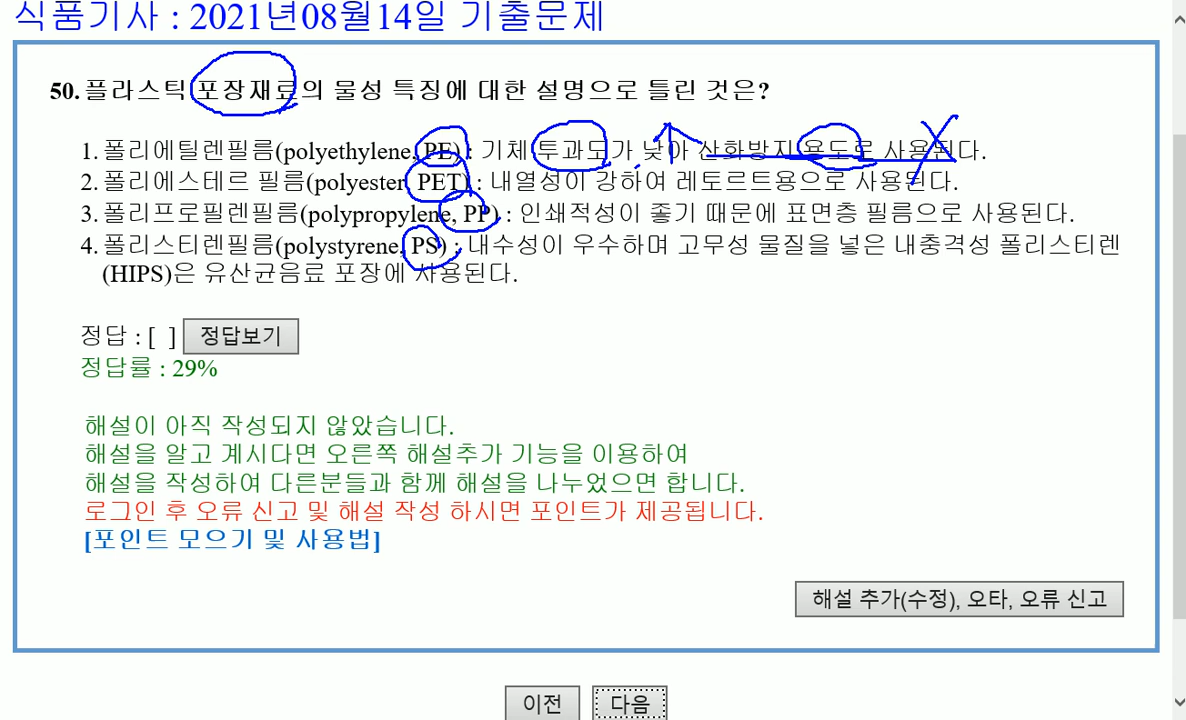 식품기사 : 2021년08월14일 기출문제
50. 플라스틱 포장재료의 물성 특징에 대한 설명으로 틀린 것은?
1. 폴리에틸렌필름(polyethylene, PE) : 기체 투과도가 낮아 산화방지 용도로 사용된다.
2. 폴리에스테르 필름(polyester, PET) : 내열성이 강하여 레토르트용으로 사용된다.
3. 폴리프로필렌필름(polypropylene, PP) : 인쇄적성이 좋기 때문에 표면층 필름으로 사용된다.
4. 폴리스티렌필름(polystyrene, PS) : 내수성이 우수하며 고무성 물질을 넣은 내충격성 폴리스티렌
(HIPS)은 유산균음료 포장에 사용된다.
정답 : [ ] 정답보기
정답률 : 29%
해설이 아직 작성되지 않았습니다.
해설을 알고 계시다면 오른쪽 해설추가 기능을 이용하여
해설을 작성하여 다른분들과 함께 해설을 나누었으면 합니다.
로그인 후 오류 신고 및 해설 작성 하시면 포인트가 제공됩니다.
[포인트 모으기 및 사용법]
해설 추가(수정), 오타, 오류 신고
이전 다음